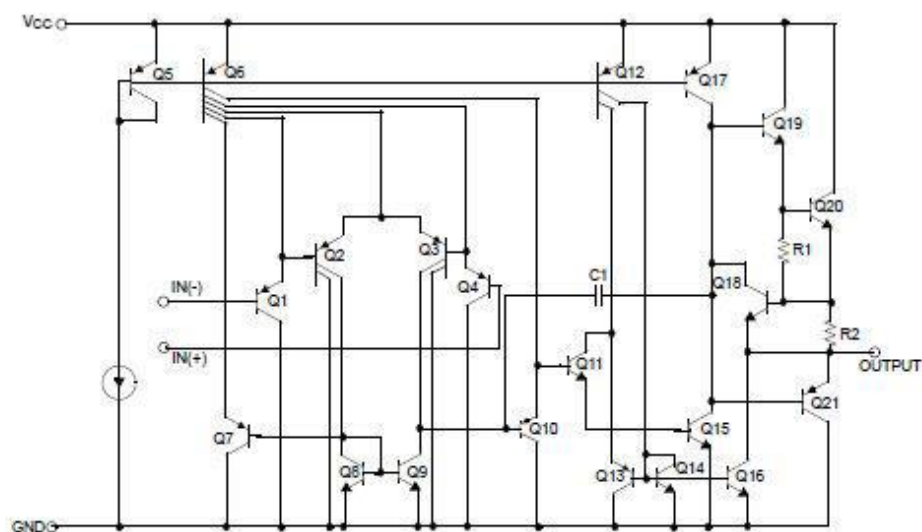 Vcc
Q5
Q6
Q12
Q17
Q19
Q20
Q2
Q3
R1
Q4
C1
Q18
IN(-)
Q1
R2
IN(+)
OUTPUT
Q11
Q21
Q7
Q10
Q15
Q8
Q9
Q13
Q14
Q16
GND